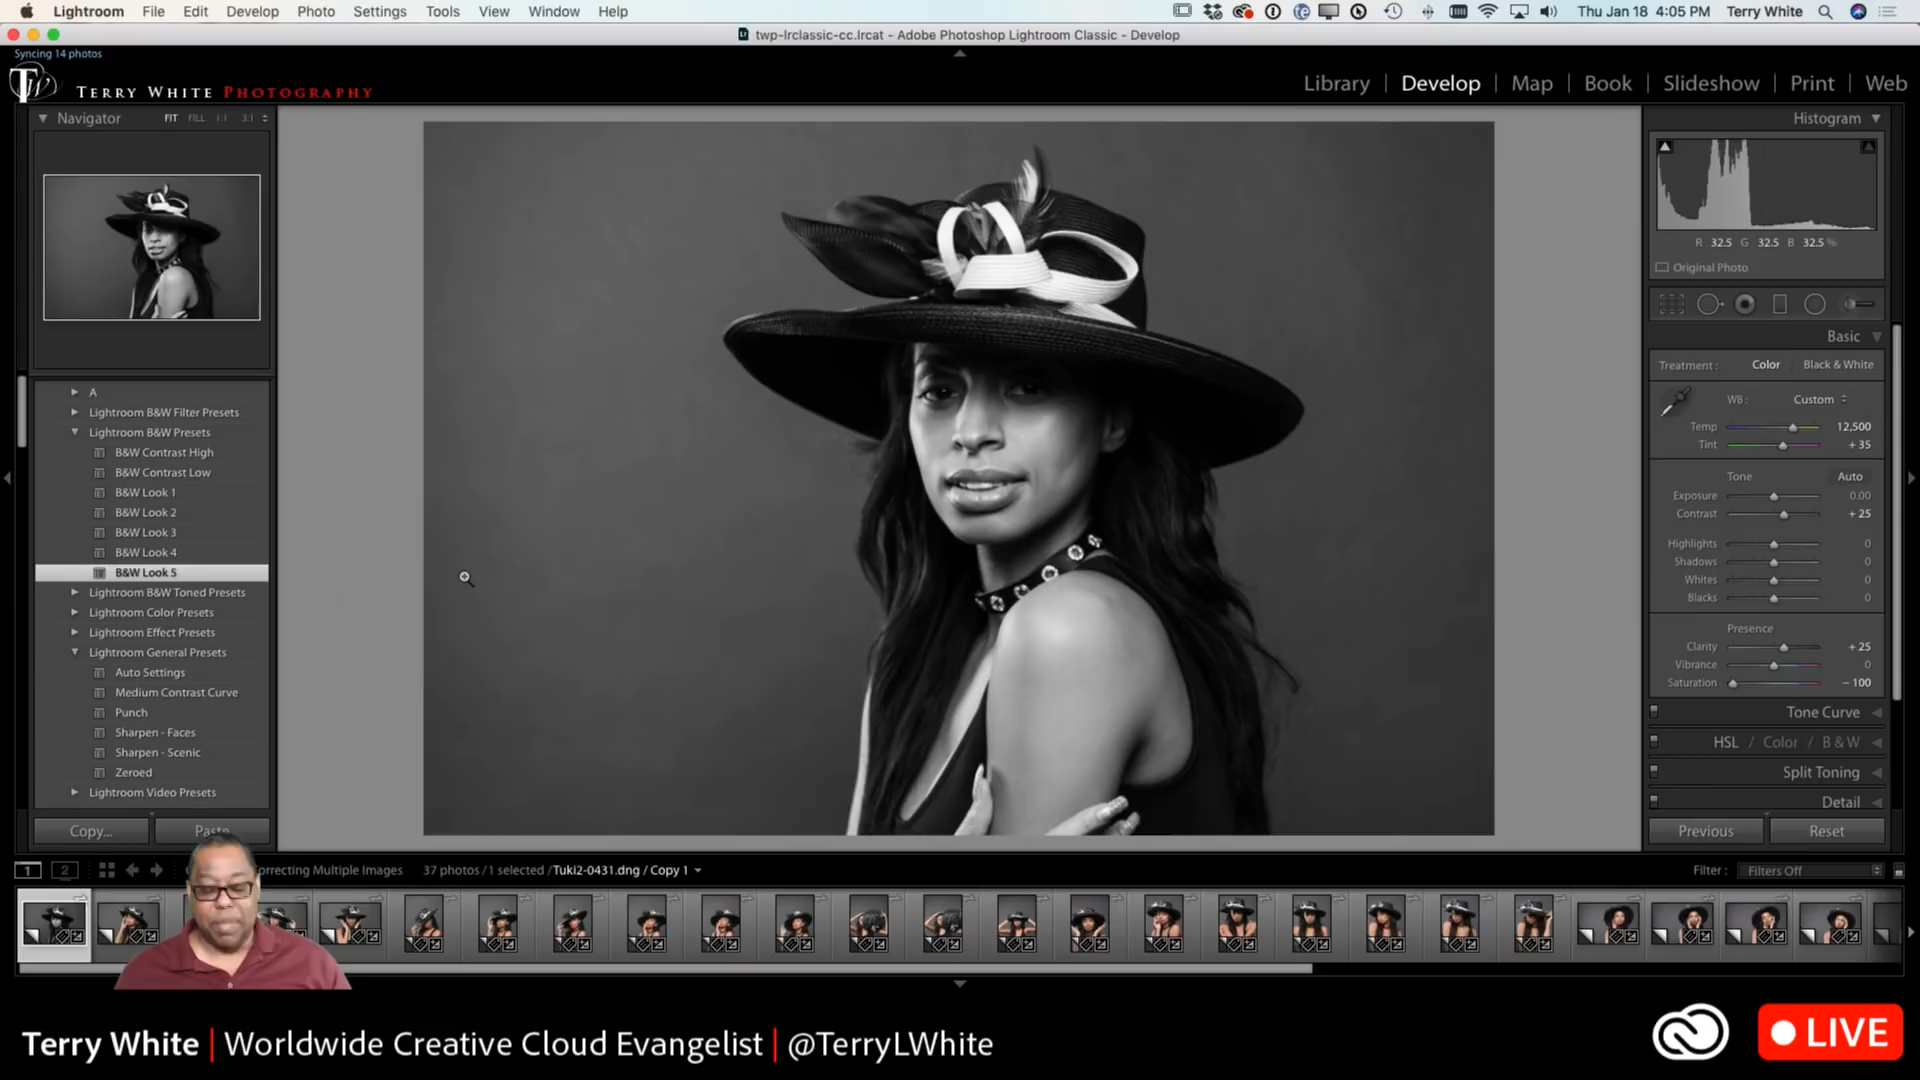 Lightroom File Edit Develop Photo Settings Tools View Window Help
Thu Jan 18 4:05 PM Terry White
twp-lrclassic-cc.lrcat - Adobe Photoshop Lightroom Classic - Develop
Syncing 14 photos
TW TERRY WHITE PHOTOGRAPHY
Library | Develop | Map | Book | Slideshow | Print | Web
Navigator FIT FILL 1:1 3:1
A
Lightroom B&W Filter Presets
Lightroom B&W Presets
B&W Contrast High
B&W Contrast Low
B&W Look 1
B&W Look 2
B&W Look 3
B&W Look 4
B&W Look 5
Lightroom B&W Toned Presets
Lightroom Color Presets
Lightroom Effect Presets
Lightroom General Presets
Auto Settings
Medium Contrast Curve
Punch
Sharpen - Faces
Sharpen - Scenic
Zeroed
Lightroom Video Presets
Copy... Paste
Histogram
R 32.5 G 32.5 B 32.5 %
Original Photo
Basic
Treatment : Color Black & White
WB : Custom
Temp 12,500
Tint + 35
Tone Auto
Exposure 0.00
Contrast + 25
Highlights 0
Shadows 0
Whites 0
Blacks 0
Presence
Clarity + 25
Vibrance 0
Saturation - 100
Tone Curve
HSL / Color / B & W
Split Toning
Detail
Previous Reset
1 2 orrecting Multiple Images 37 photos / 1 selected / Tuki2-0431.dng / Copy 1
Filter : Filters Off
Terry White | Worldwide Creative Cloud Evangelist | @TerryLWhite
LIVE